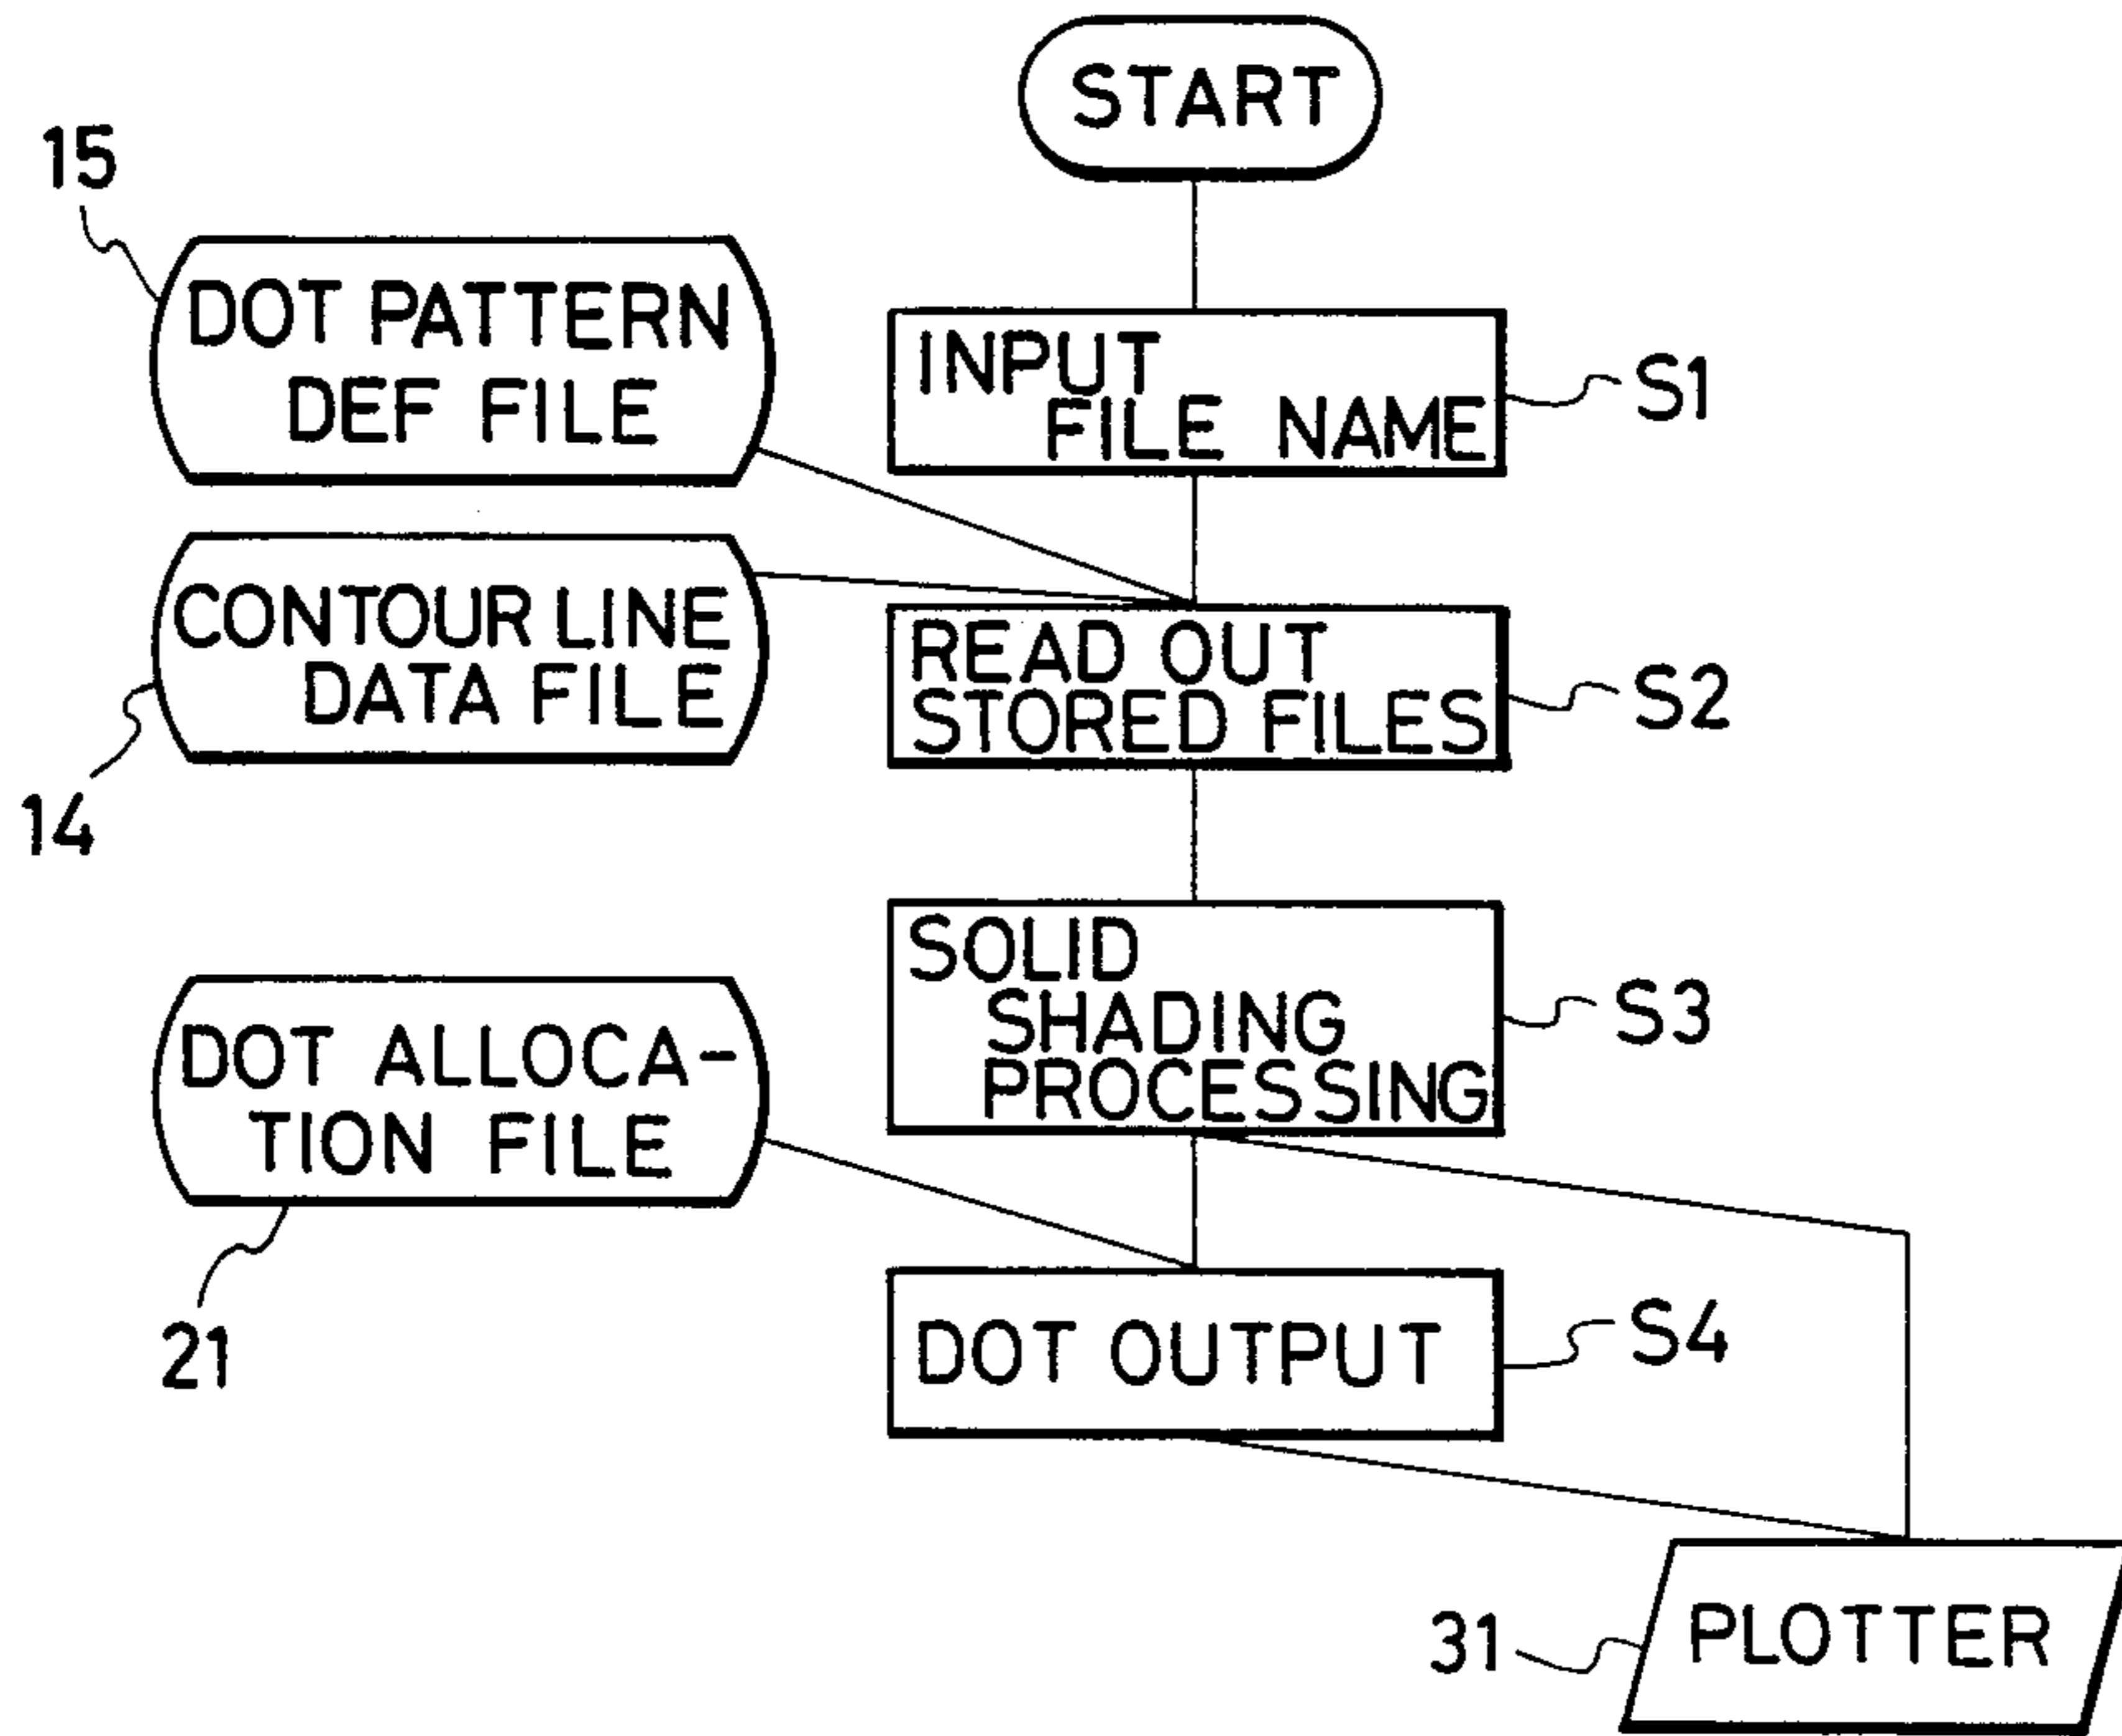 START
15
DOT PATTERN
DEF FILE
INPUT
FILE NAME
S1
CONTOUR LINE
DATA FILE
14
READ OUT
STORED FILES
S2
SOLID
SHADING
PROCESSING
S3
DOT ALLOCA-
TION FILE
21
DOT OUTPUT
S4
31
PLOTTER